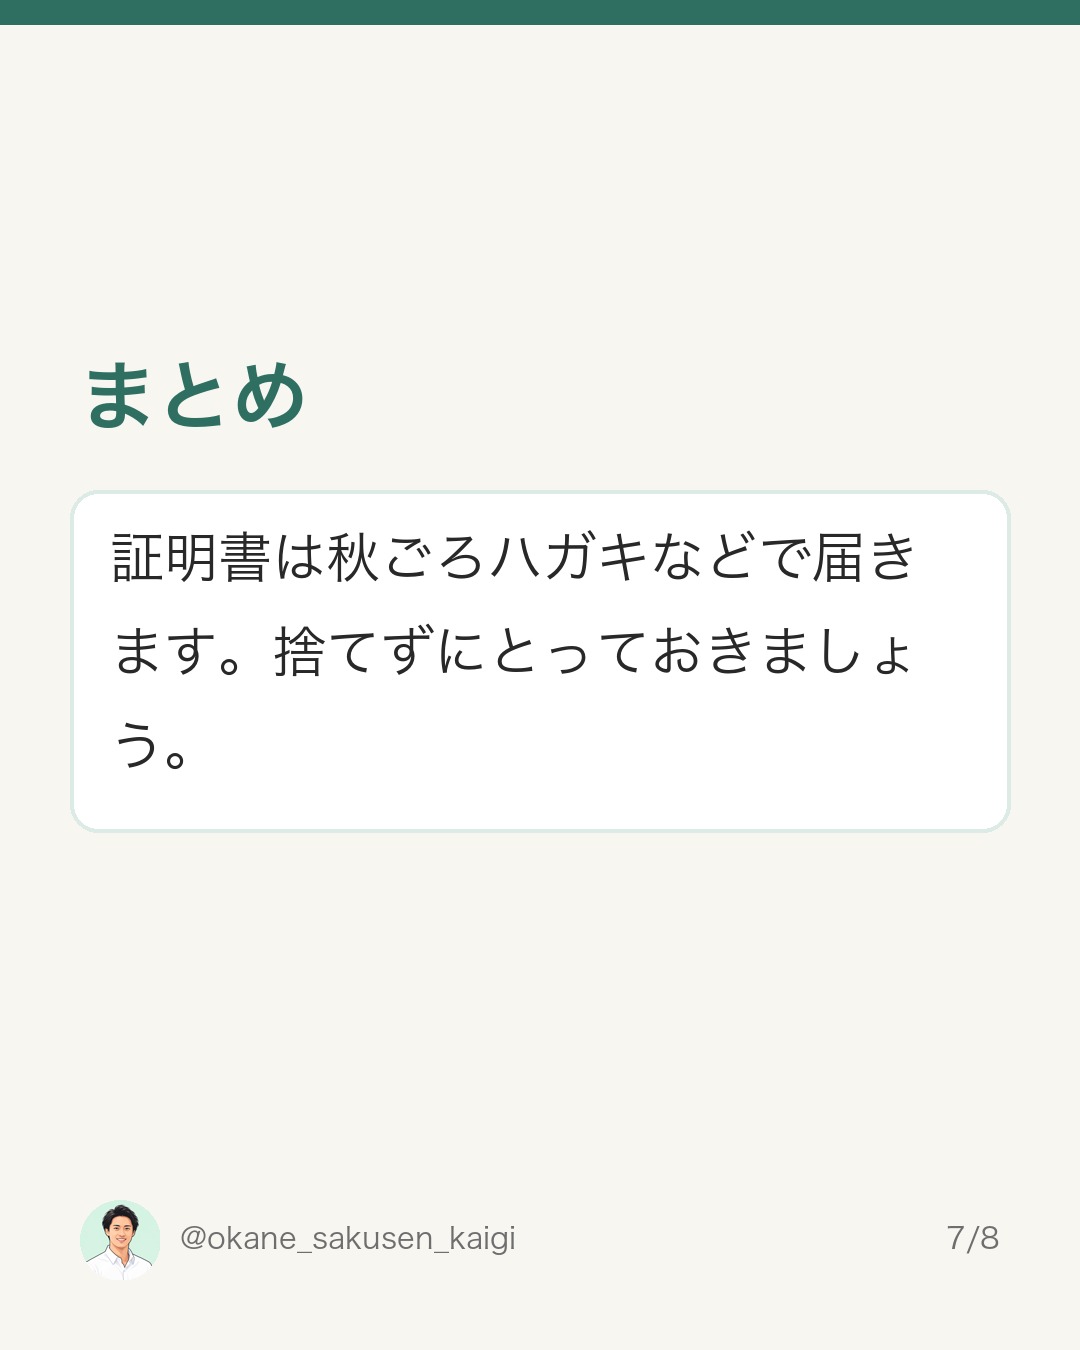 まとめ
証明書は秋ごろハガキなどで届き
ます。捨てずにとっておきましょ
う。
@okane_sakusen_kaigi
7/8